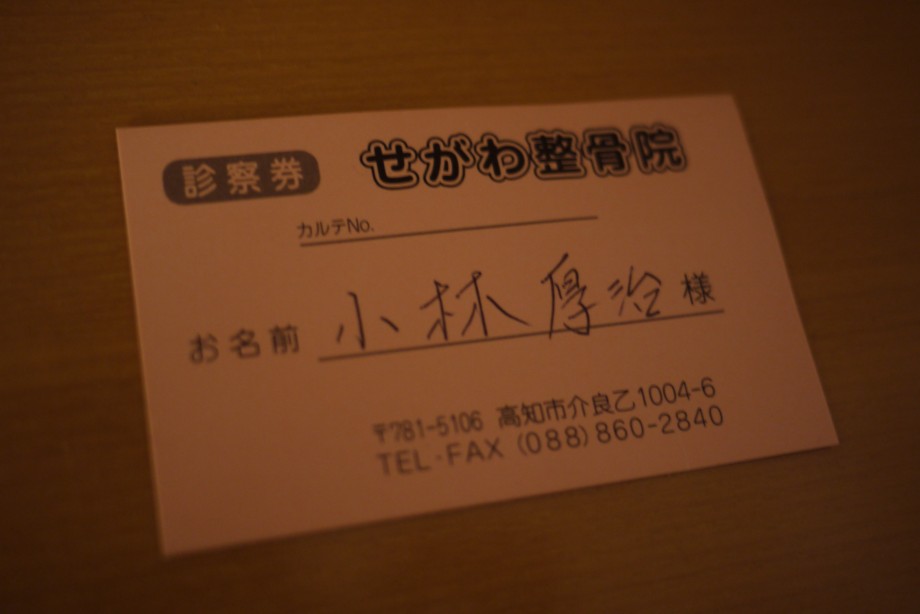 診察券 せがわ整骨院
カルテNo.
お名前 小林厚治 様
〒781-5106 高知市介良乙1004-6
TEL・FAX (088)860-2840